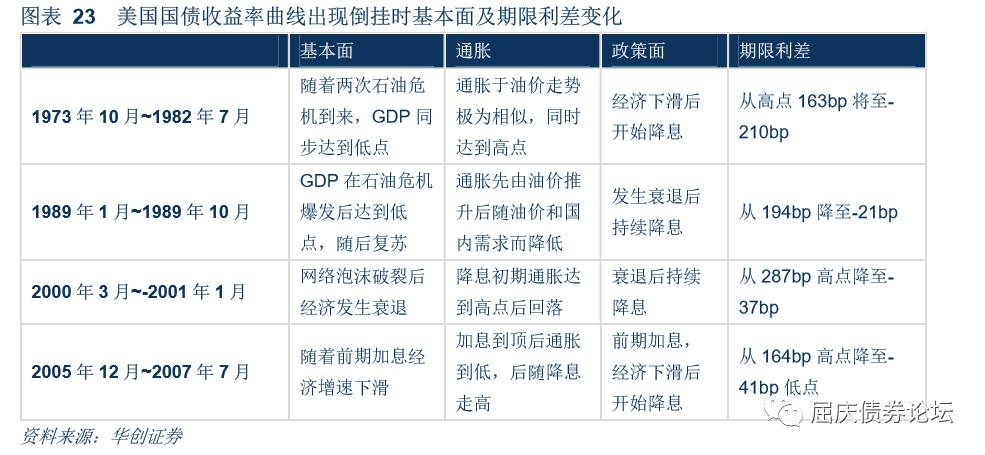 图表 23 美国国债收益率曲线出现倒挂时基本面及期限利差变化
基本面 通胀 政策面 期限利差
1973 年 10 月~1982 年 7 月
随着两次石油危
机到来，GDP 同
步达到低点
通胀于油价走势
极为相似，同时
达到高点
经济下滑后
开始降息
从高点 163bp 将至-
210bp
1989 年 1 月~1989 年 10 月
GDP 在石油危机
爆发后达到低
点，随后复苏
通胀先由油价推
升后随油价和国
内需求而降低
发生衰退后
持续降息
从 194bp 降至-21bp
2000 年 3 月~-2001 年 1 月
网络泡沫破裂后
经济发生衰退
降息初期通胀达
到高点后回落
衰退后持续
降息
从 287bp 高点降至-
37bp
2005 年 12 月~2007 年 7 月
随着前期加息经
济增速下滑
加息到顶后通胀
到低，后随降息
走高
前期加息，
经济下滑后
开始降息
从 164bp 高点降至-
41bp 低点
屈庆债券论坛
资料来源：华创证券